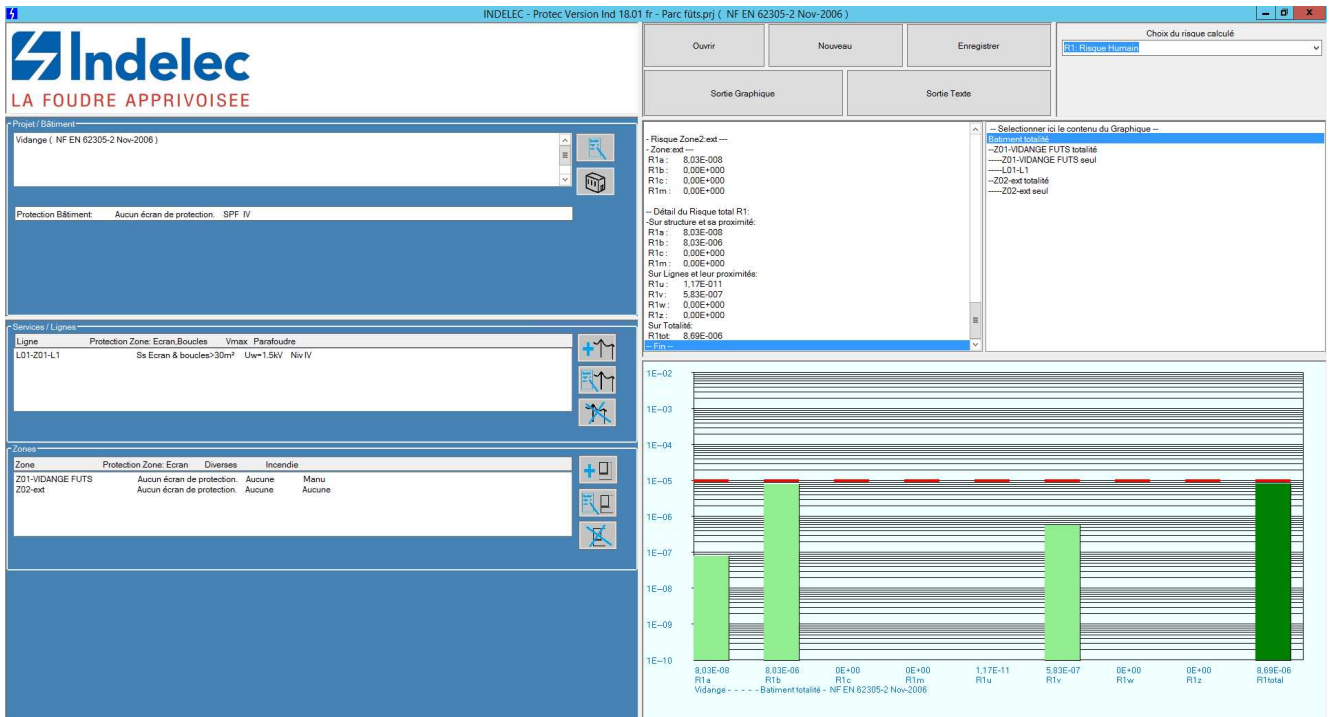 INDELEC - Protec Version Ind 18.01 fr - Parc fûts.prj ( NF EN 62305-2 Nov-2006 )
Indelec
LA FOUDRE APPRIVOISEE
Ouvrir
Nouveau
Enregistrer
Sortie Graphique
Sortie Texte
Choix du risque calculé
R1: Risque Humain
Projet / Bâtiment
Vidange ( NF EN 62305-2 Nov-2006 )
Protection Bâtiment: Aucun écran de protection. SPF IV
Services / Lignes
Ligne Protection Zone: Ecran,Boucles Vmax Parafoudre
L01-Z01-L1 Ss Ecran & boucles>30m² Uw=1.5kV Niv IV
Zones
Zone Protection Zone: Ecran Diverses Incendie
Z01-VIDANGE FUTS Aucun écran de protection. Aucune Manu
Z02-ext Aucun écran de protection. Aucune Aucune
- Risque Zone2:ext ---
- Zone:ext ---
R1a : 8,03E-008
R1b : 0,00E+000
R1c : 0,00E+000
R1m : 0,00E+000
-- Détail du Risque total R1:
-Sur structure et sa proximité:
R1a : 8,03E-008
R1b : 8,03E-006
R1c : 0,00E+000
R1m : 0,00E+000
Sur Lignes et leur proximités:
R1u : 1,17E-011
R1v : 5,83E-007
R1w : 0,00E+000
R1z : 0,00E+000
Sur Totalité:
R1tot: 8,69E-006
-- Fin --
-- Selectionner ici le contenu du Graphique --
Batiment totalité
--Z01-VIDANGE FUTS totalité
-----Z01-VIDANGE FUTS seul
-----L01-L1
--Z02-ext totalité
-----Z02-ext seul
1E-02
1E-03
1E-04
1E-05
1E-06
1E-07
1E-08
1E-09
1E-10
8,03E-08 8,03E-06 0E+00 0E+00 1,17E-11 5,83E-07 0E+00 0E+00 8,69E-06
R1a R1b R1c R1m R1u R1v R1w R1z R1total
Vidange - - - - - Batiment totalité - NF EN 62305-2 Nov-2006